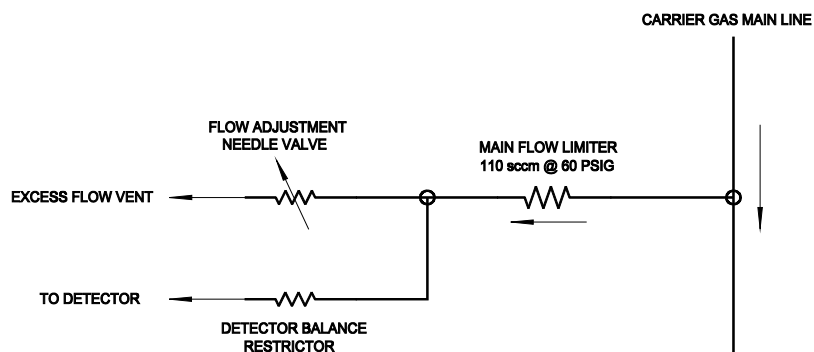 CARRIER GAS MAIN LINE
FLOW ADJUSTMENT
NEEDLE VALVE
MAIN FLOW LIMITER
110 sccm @ 60 PSIG
EXCESS FLOW VENT
TO DETECTOR
DETECTOR BALANCE
RESTRICTOR